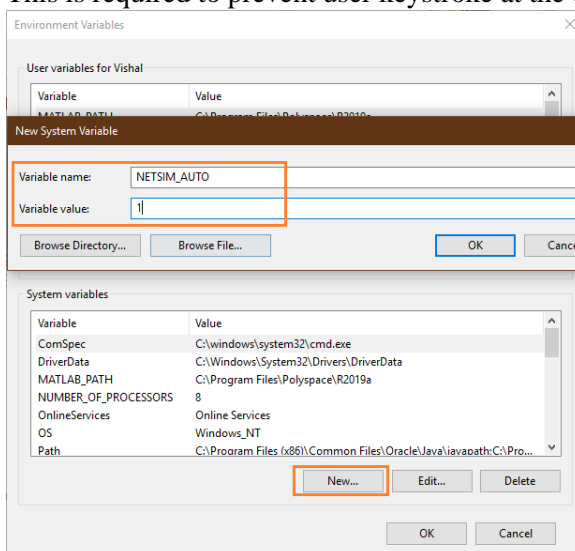 This is required to prevent user keystroke at the
Environment Variables
User variables for Vishal
Variable Value
MATLAB_PATH C:\Program Files\Polyspace\R2019a
New System Variable
Variable name: NETSIM_AUTO
Variable value: 1
Browse Directory... Browse File... OK Cance
System variables
Variable Value
ComSpec C:\windows\system32\cmd.exe
DriverData C:\Windows\System32\Drivers\DriverData
MATLAB_PATH C:\Program Files\Polyspace\R2019a
NUMBER_OF_PROCESSORS 8
OnlineServices Online Services
OS Windows_NT
Path C:\Program Files (x86)\Common Files\Oracle\Java\javapath;C:\Pro...
New... Edit... Delete
OK Cancel